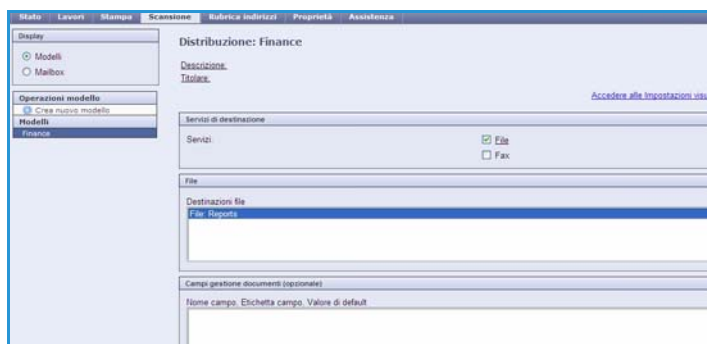 Stato Lavori Stampa Scansione Rubrica indirizzi Proprietà Assistenza
Display
Modelli
Mailbox
Operazioni modello
Crea nuovo modello
Modelli
Finance
Distribuzione: Finance
Descrizione:
Titolare:
Accedere alle Impostazioni visu
Servizi di destinazione
Servizi: File
Fax
File
Destinazioni file
File: Reports
Campi gestione documenti (opzionale)
Nome campo, Etichetta campo, Valore di default